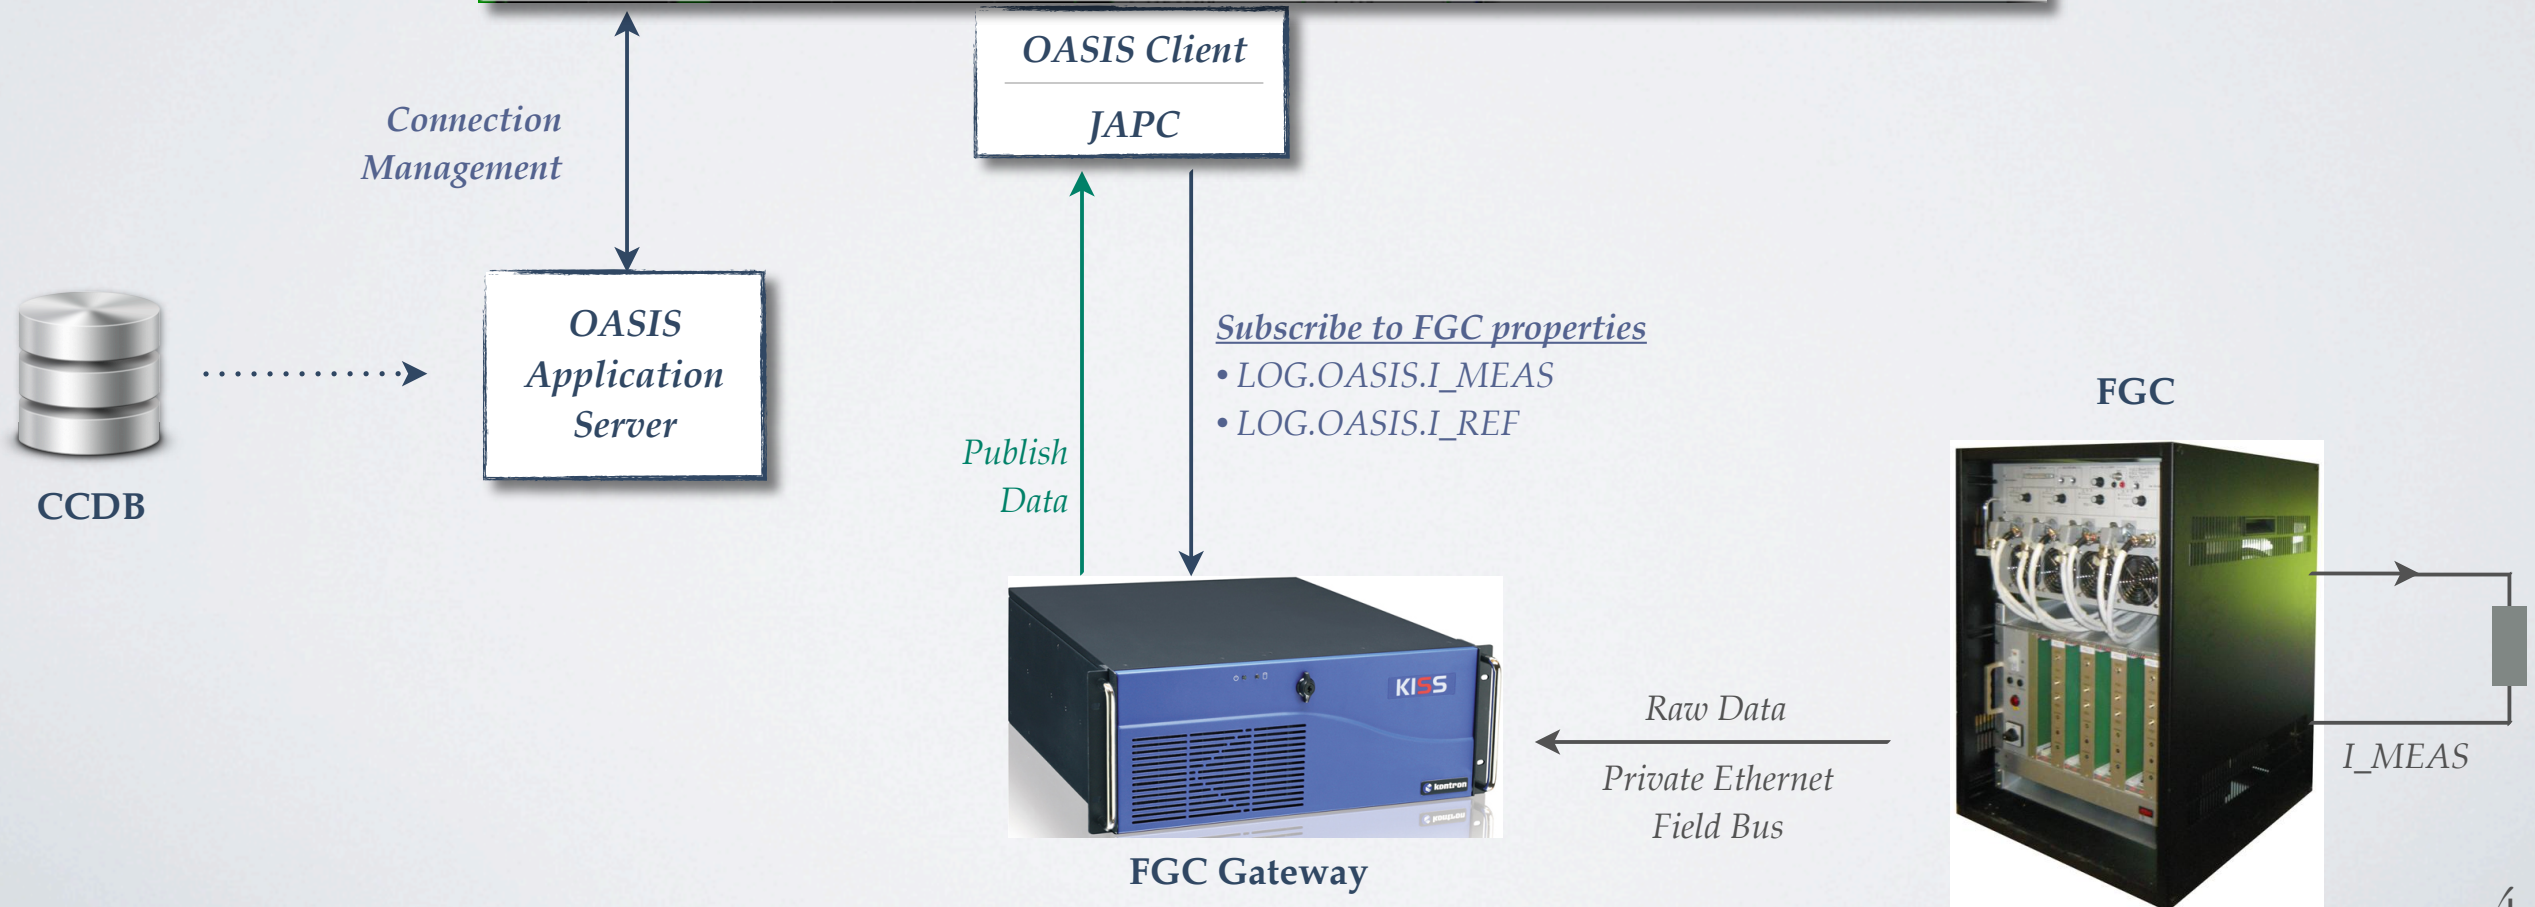 OASIS Client
JAPC
Connection
Management
OASIS
Application
Server
CCDB
Subscribe to FGC properties
• LOG.OASIS.I_MEAS
• LOG.OASIS.I_REF
Publish
Data
FGC
KISS
kontron
FGC Gateway
Raw Data
Private Ethernet
Field Bus
I_MEAS